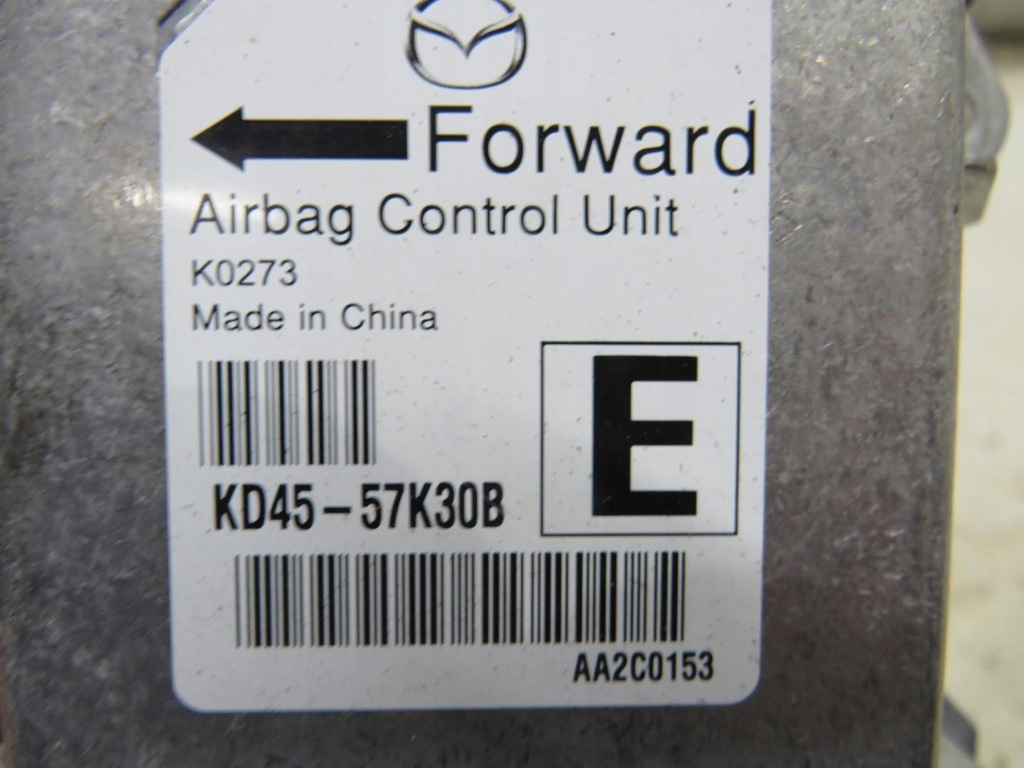 Forward
Airbag Control Unit
K0273
Made in China
E
KD45-57K30B
AA2C0153